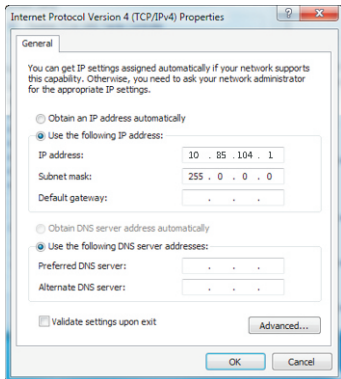 Internet Protocol Version 4 (TCP/IPv4) Properties
General
You can get IP settings assigned automatically if your network supports
this capability. Otherwise, you need to ask your network administrator
for the appropriate IP settings.
Obtain an IP address automatically
Use the following IP address:
IP address: 10 . 85 . 104 . 1
Subnet mask: 255 . 0 . 0 . 0
Default gateway: . . .
Obtain DNS server address automatically
Use the following DNS server addresses:
Preferred DNS server: . . .
Alternate DNS server: . . .
Validate settings upon exit
Advanced...
OK Cancel